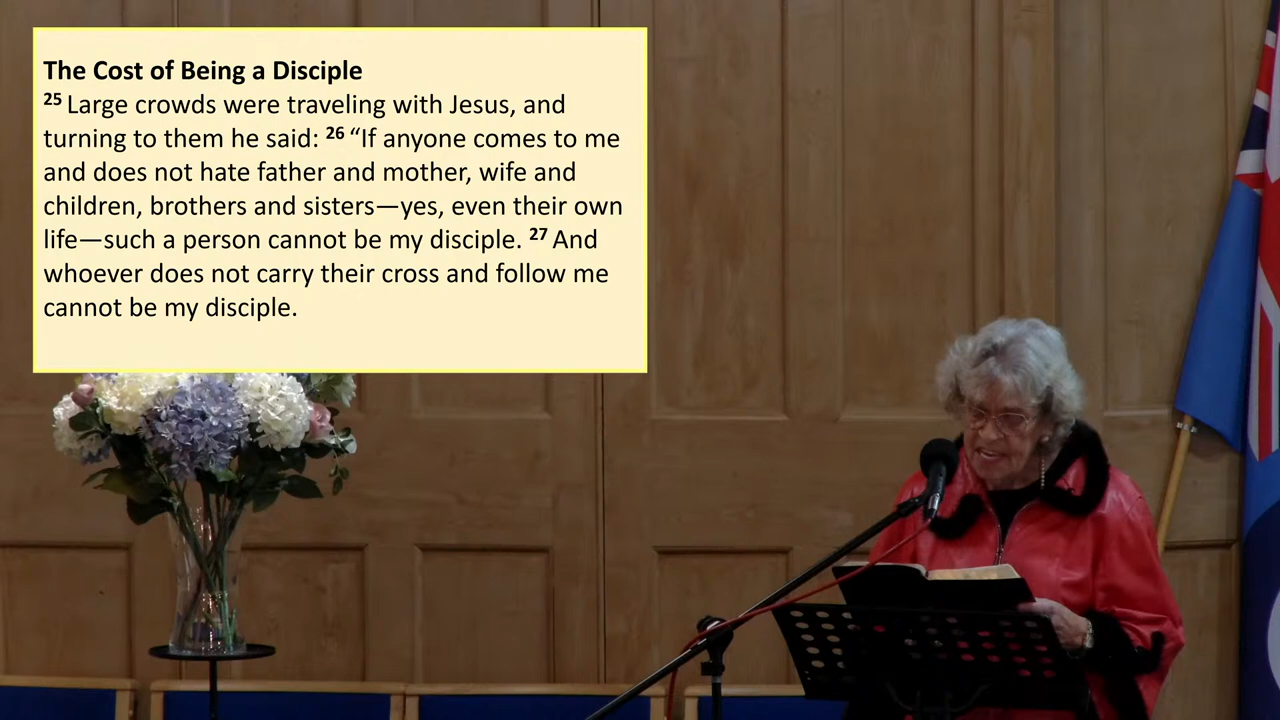 The Cost of Being a Disciple
25 Large crowds were traveling with Jesus, and
turning to them he said: 26 “If anyone comes to me
and does not hate father and mother, wife and
children, brothers and sisters—yes, even their own
life—such a person cannot be my disciple. 27 And
whoever does not carry their cross and follow me
cannot be my disciple.